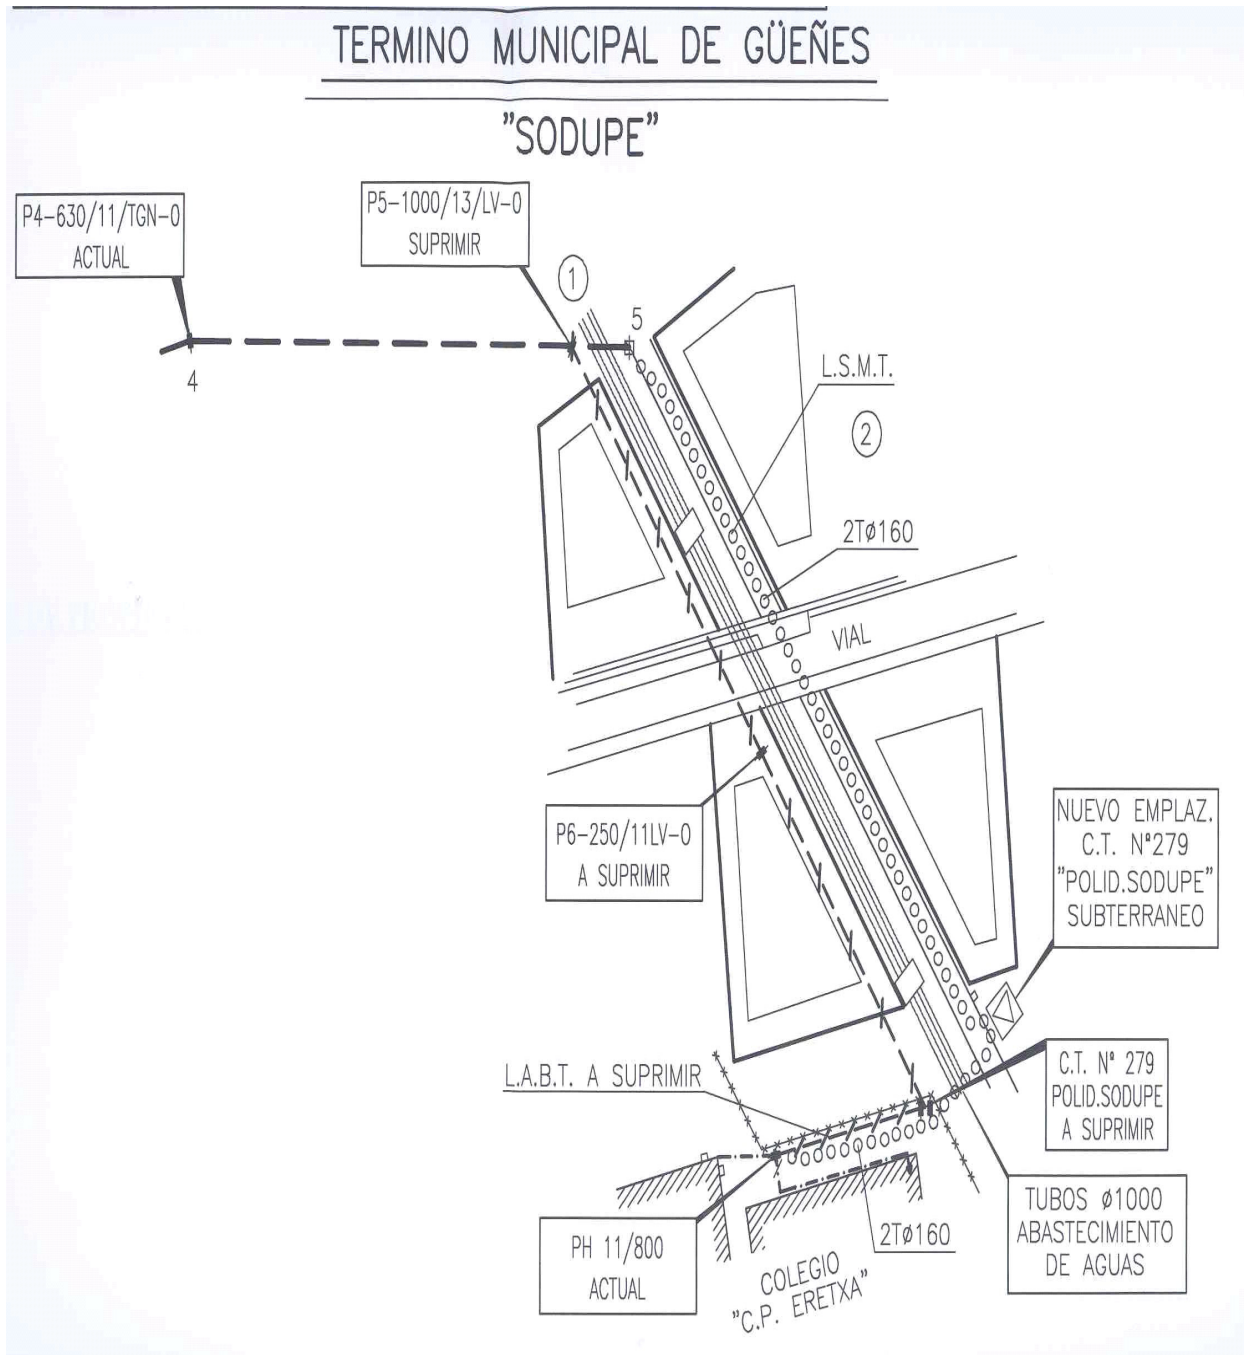 TERMINO MUNICIPAL DE GÜEÑES
"SODUPE"
P4-630/11/TGN-0
ACTUAL
P5-1000/13/LV-0
SUPRIMIR
1
5
4
L.S.M.T.
2
2Tø160
VIAL
P6-250/11LV-0
A SUPRIMIR
NUEVO EMPLAZ.
C.T. Nº279
"POLID.SODUPE"
SUBTERRANEO
L.A.B.T. A SUPRIMIR
C.T. Nº 279
POLID.SODUPE
A SUPRIMIR
PH 11/800
ACTUAL
2Tø160
TUBOS ø1000
ABASTECIMIENTO
DE AGUAS
COLEGIO
"C.P. ERETXA"